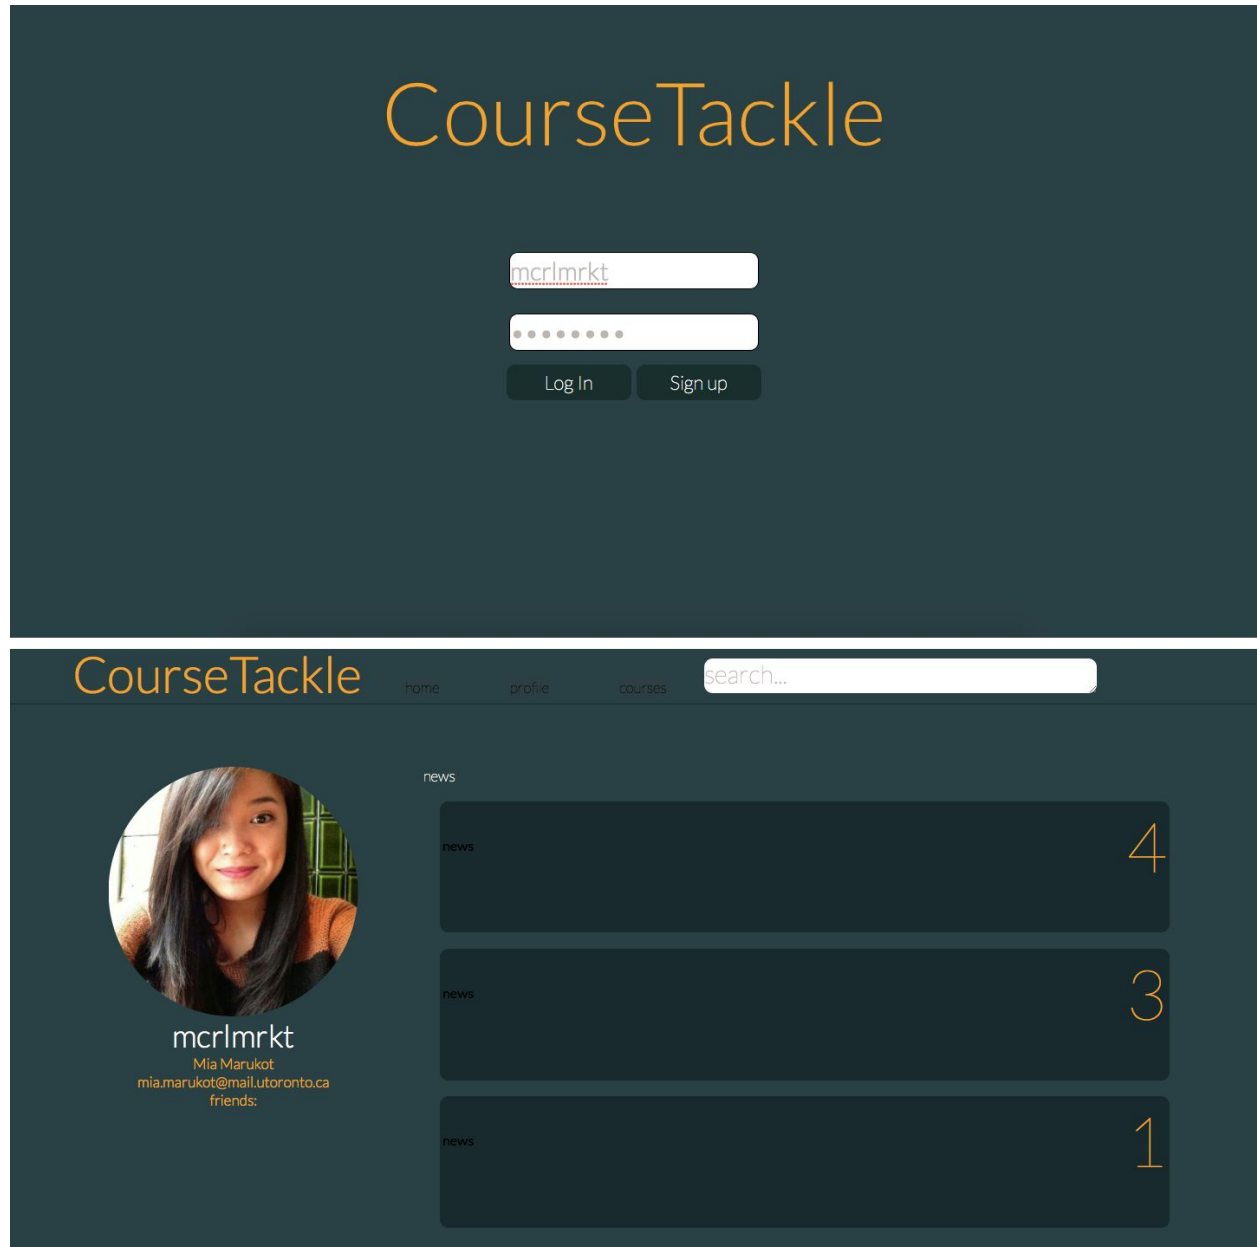 CourseTackle
mcrlmrkt
••••••••
Log In Sign up
CourseTackle home profile courses search...
news
news 4
news 3
news 1
mcrlmrkt
Mia Marukot
mia.marukot@mail.utoronto.ca
friends: